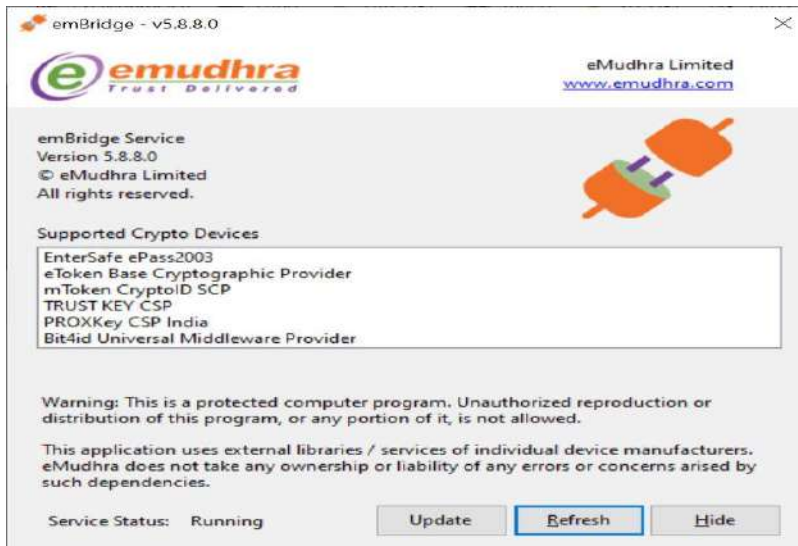 emBridge - v5.8.8.0
emudhra
Trust Delivered
eMudhra Limited
www.emudhra.com
emBridge Service
Version 5.8.8.0
© eMudhra Limited
All rights reserved.
Supported Crypto Devices
EnterSafe ePass2003
eToken Base Cryptographic Provider
mToken CryptoID SCP
TRUST KEY CSP
PROXKey CSP India
Bit4id Universal Middleware Provider
Warning: This is a protected computer program. Unauthorized reproduction or
distribution of this program, or any portion of it, is not allowed.
This application uses external libraries / services of individual device manufacturers.
eMudhra does not take any ownership or liability of any errors or concerns arised by
such dependencies.
Service Status: Running
Update
Refresh
Hide